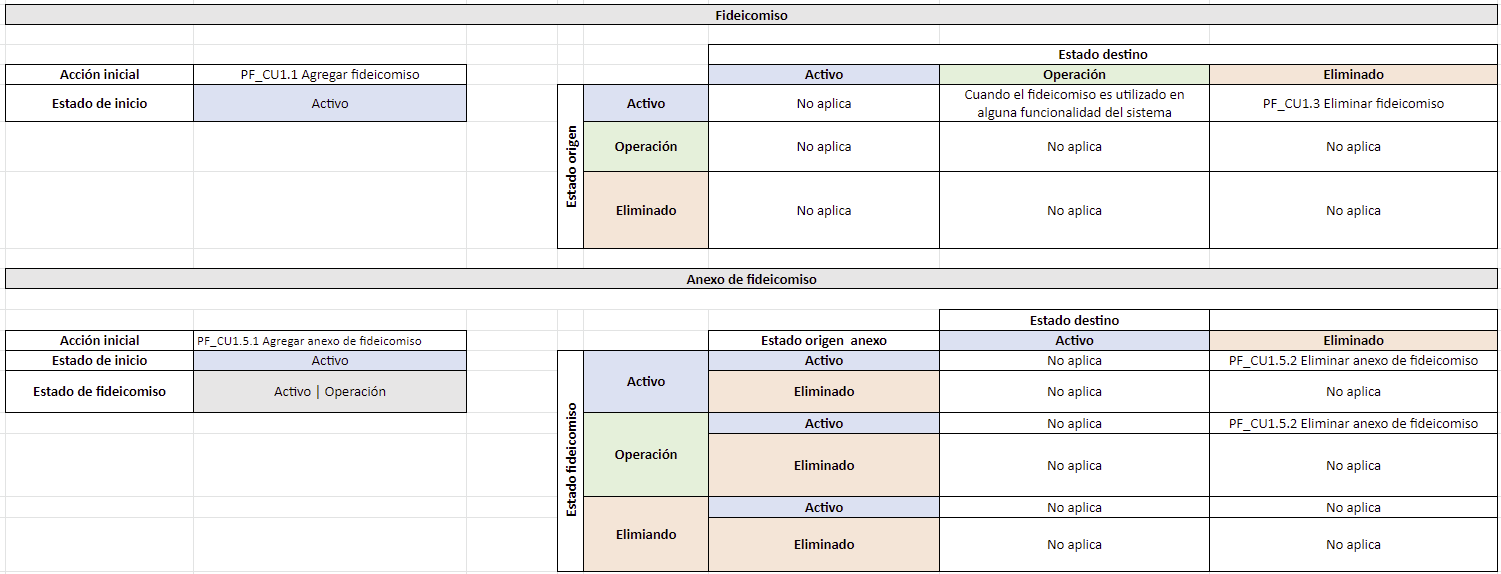 Fideicomiso
Estado destino
Acción inicial PF_CU1.1 Agregar fideicomiso Activo Operación Eliminado
Estado de inicio Activo Estado origen Activo No aplica Cuando el fideicomiso es utilizado en
alguna funcionalidad del sistema PF_CU1.3 Eliminar fideicomiso
Operación No aplica No aplica No aplica
Eliminado No aplica No aplica No aplica
Anexo de fideicomiso
Estado destino
Acción inicial PF_CU1.5.1 Agregar anexo de fideicomiso Estado origen anexo Activo Eliminado
Estado de inicio Activo Estado fideicomiso Activo Activo No aplica PF_CU1.5.2 Eliminar anexo de fideicomiso
Estado de fideicomiso Activo | Operación Eliminado No aplica No aplica
Operación Activo No aplica PF_CU1.5.2 Eliminar anexo de fideicomiso
Eliminado No aplica No aplica
Elimiando Activo No aplica No aplica
Eliminado No aplica No aplica